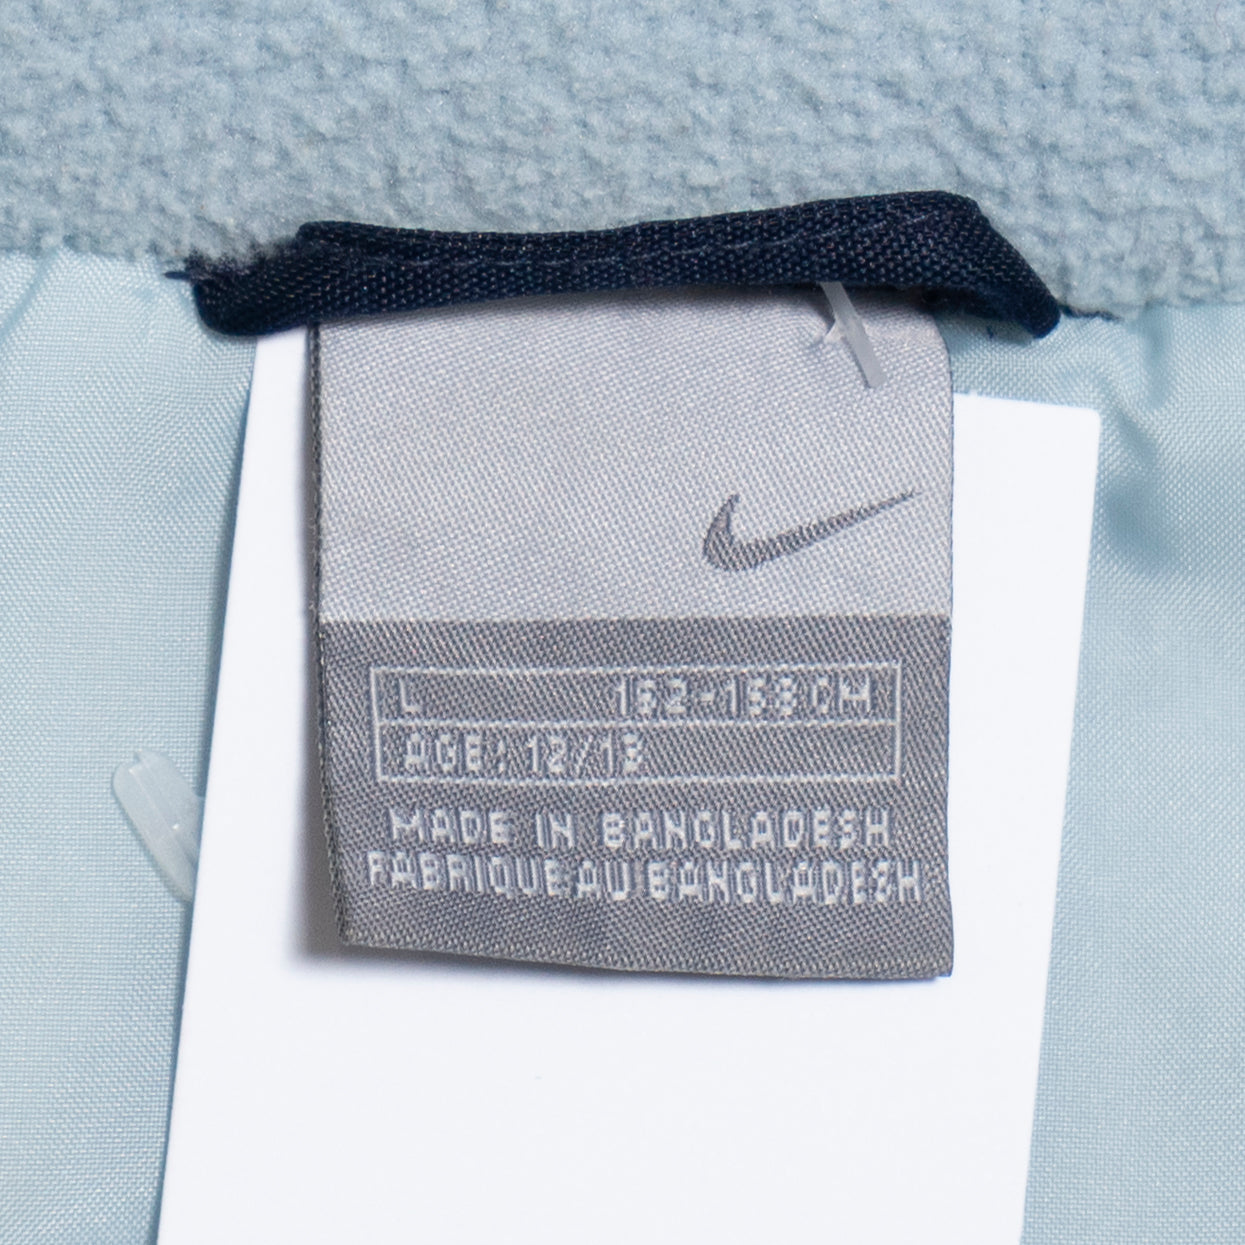 L 152-158 CM
AGE: 12/13
MADE IN BANGLADESH
FABRIQUE AU BANGLADESH